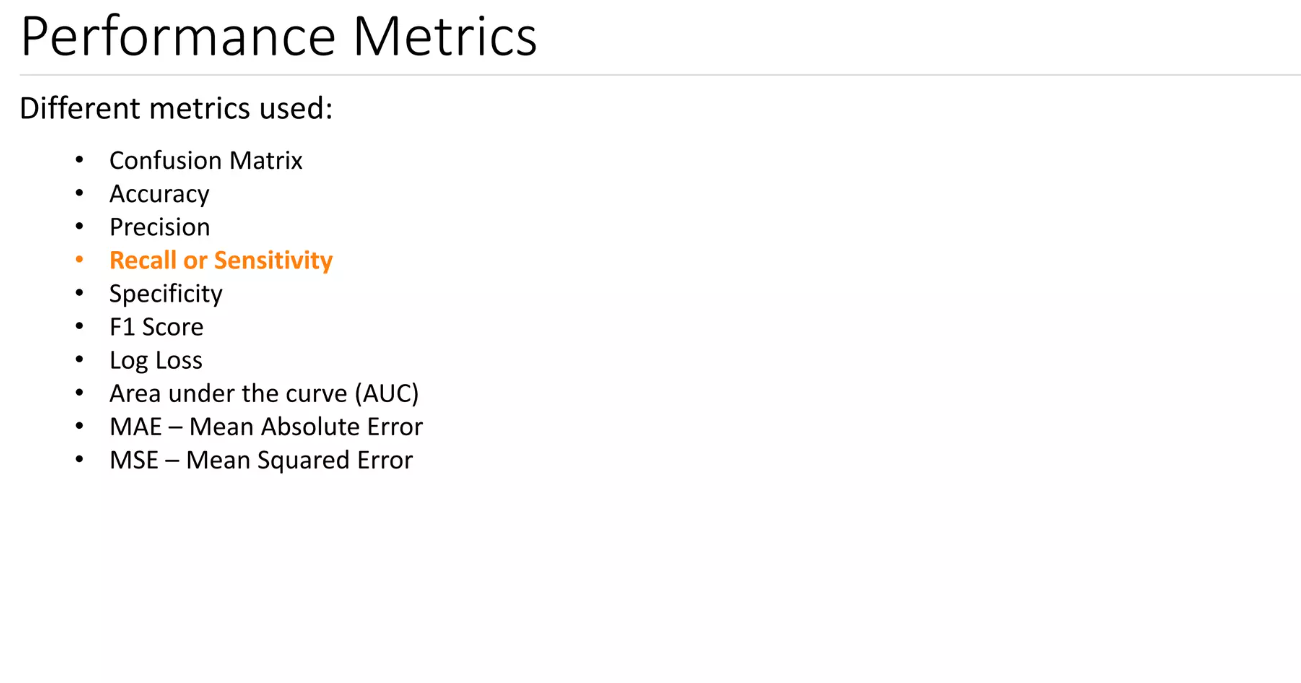 Performance Metrics
Different metrics used:
• Confusion Matrix
• Accuracy
• Precision
• Recall or Sensitivity
• Specificity
• F1 Score
• Log Loss
• Area under the curve (AUC)
• MAE – Mean Absolute Error
• MSE – Mean Squared Error